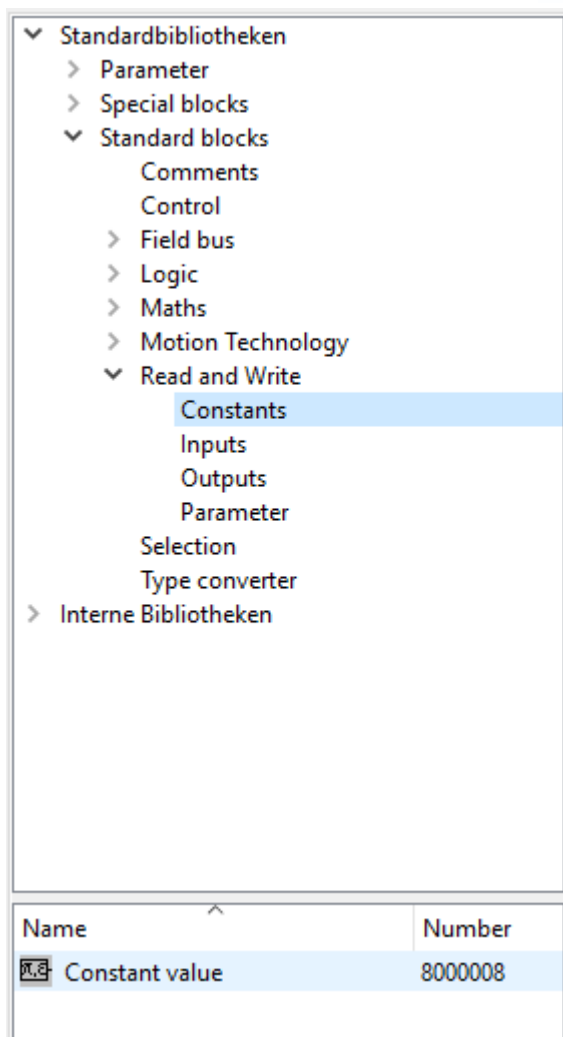 Standardbibliotheken
Parameter
Special blocks
Standard blocks
Comments
Control
Field bus
Logic
Maths
Motion Technology
Read and Write
Constants
Inputs
Outputs
Parameter
Selection
Type converter
Interne Bibliotheken
Name Number
Constant value 8000008